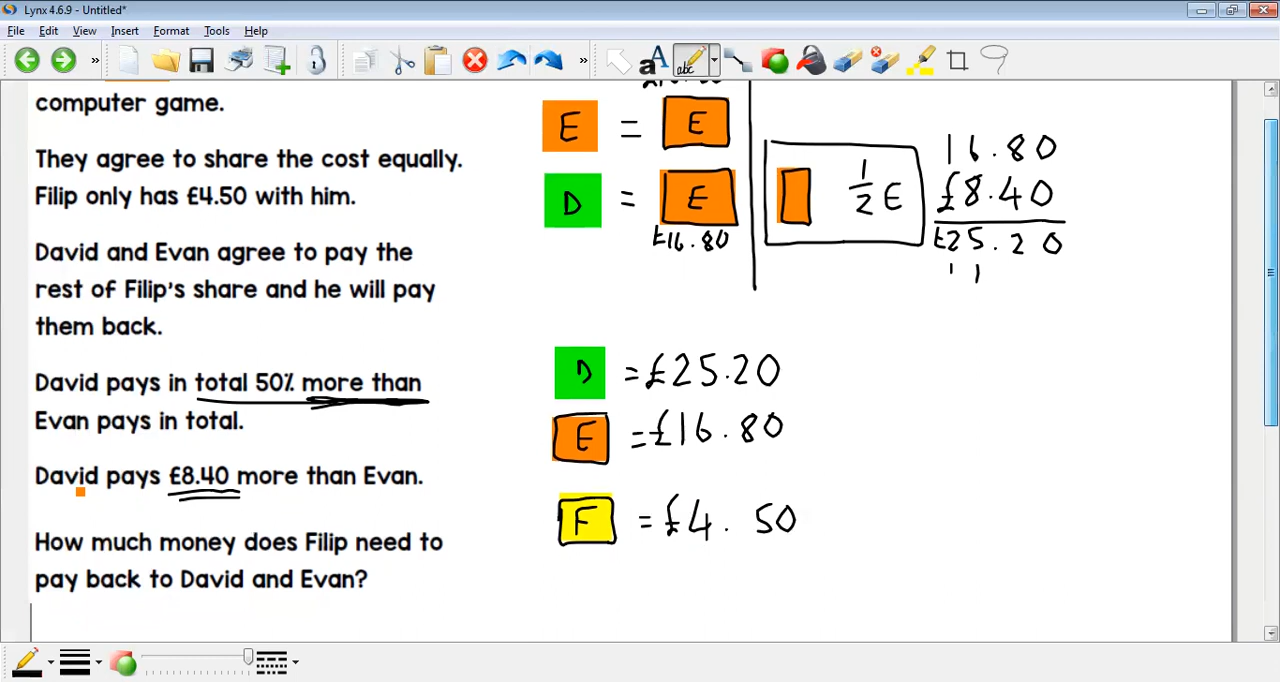 Lynx 4.6.9 - Untitled*
File Edit View Insert Format Tools Help
» abc »
computer game.
They agree to share the cost equally.
Filip only has £4.50 with him.
David and Evan agree to pay the
rest of Filip's share and he will pay
them back.
David pays in total 50% more than
Evan pays in total.
David pays £8.40 more than Evan.
How much money does Filip need to
pay back to David and Evan?
E = E
D = E
£16.80
1/2 E
16.80
£8.40
£25.20
1 1
D = £25.20
E = £16.80
F = £4.50